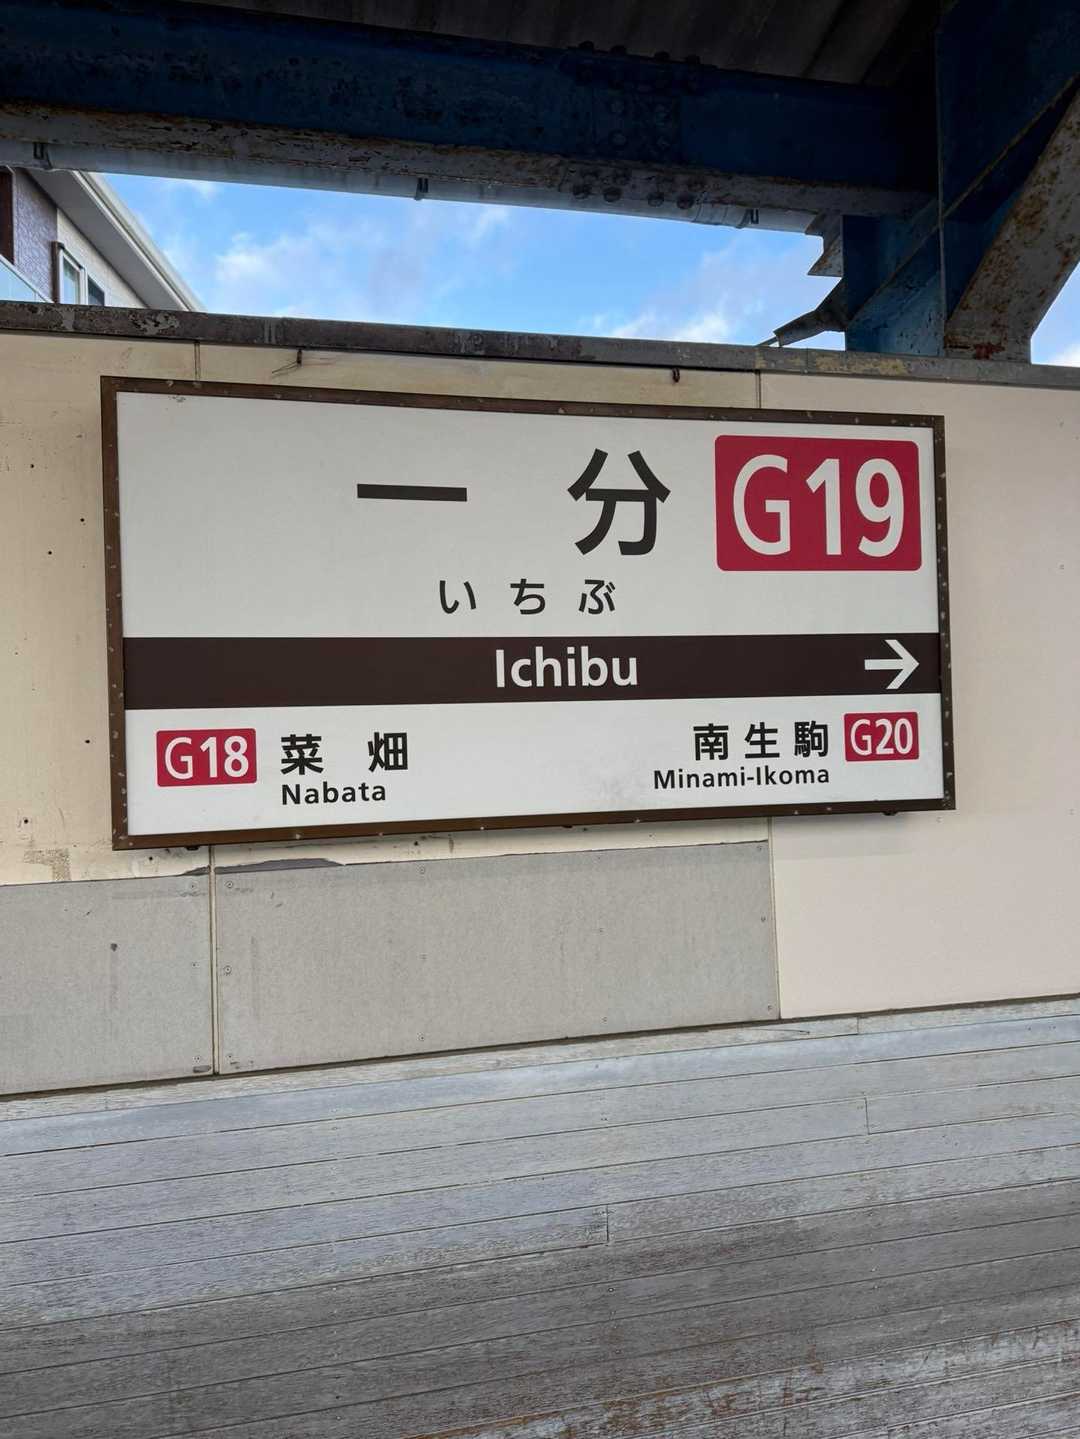 一分 G19
いちぶ
Ichibu →
G18 菜畑 南生駒 G20
Nabata Minami-Ikoma